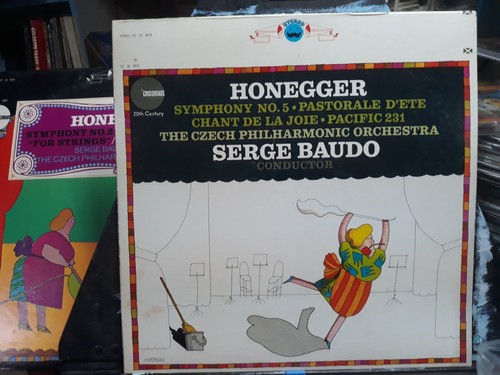 STEREO
CROSSROADS
20th Century
HONEGGER
SYMPHONY NO. 5 • PASTORALE D'ETE
CHANT DE LA JOIE • PACIFIC 231
THE CZECH PHILHARMONIC ORCHESTRA
SERGE BAUDO
CONDUCTOR
HONE
SYMPHONY NO. 2
"FOR STRINGS"/
SERGE BAU
THE CZECH PHILHAR